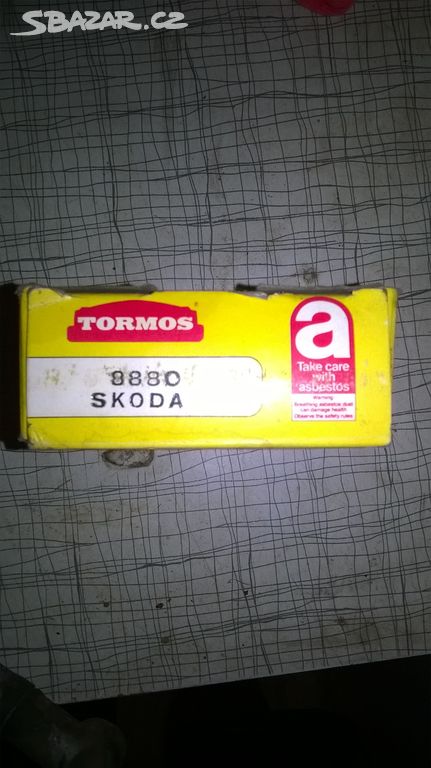 SBAZAR.CZ
TORMOS
8880
SKODA
a
Take care
with
asbestos
Warning
Breathing asbestos dust
can damage health
Observe the safety rules